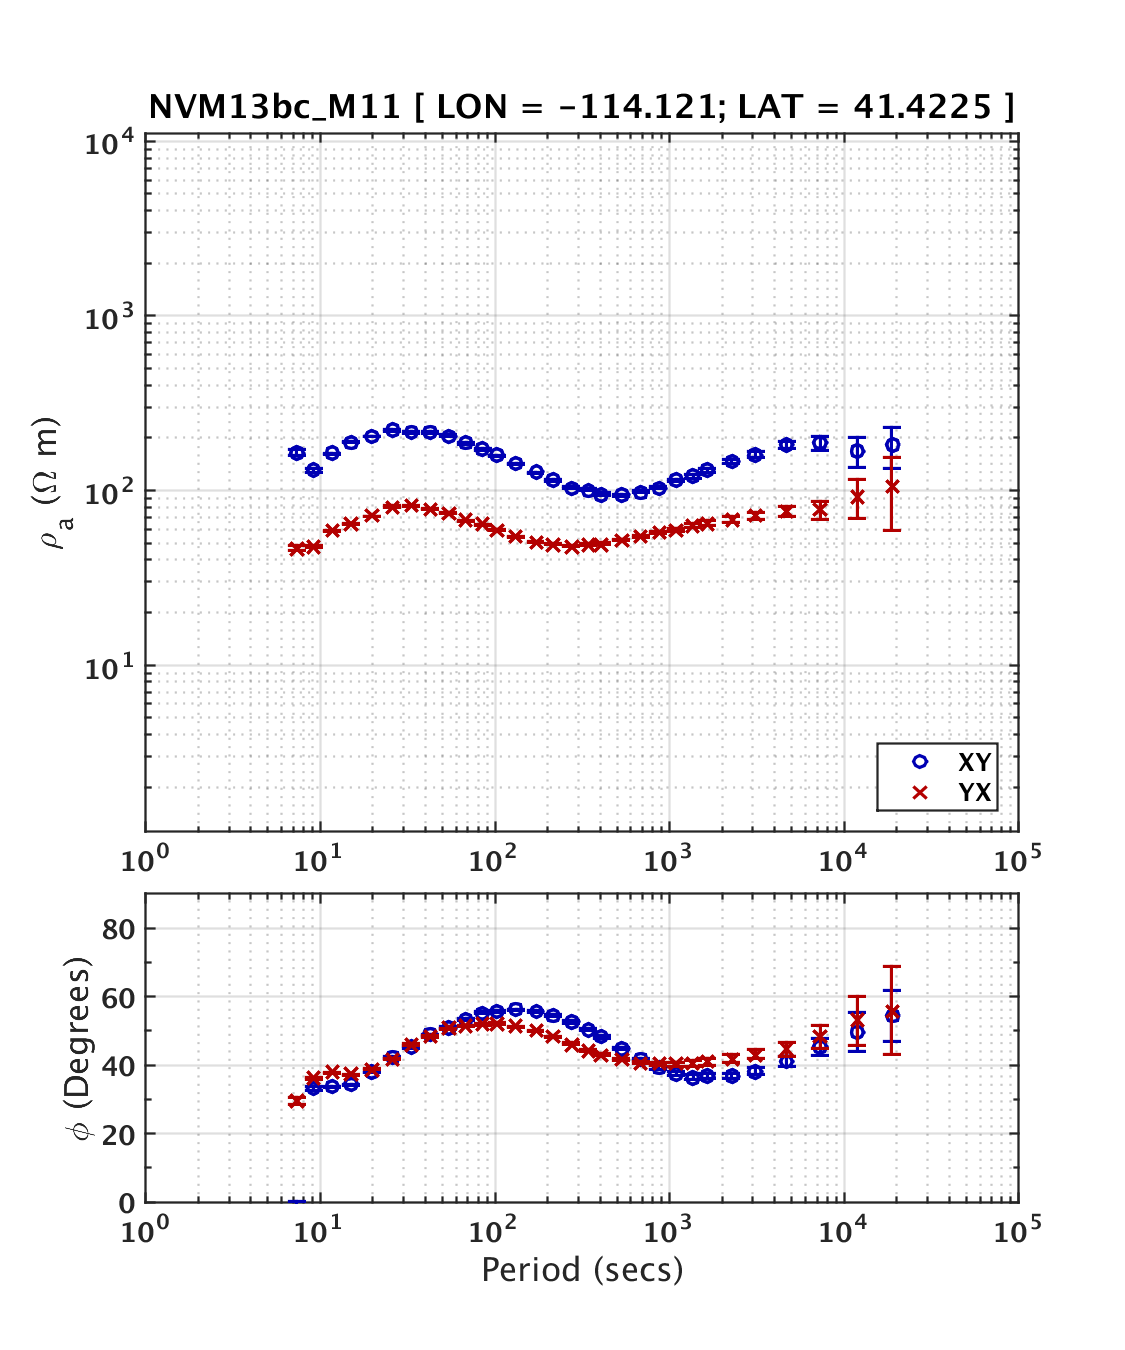 NVM13bc_M11 [ LON = -114.121; LAT = 41.4225 ]
10^4
10^3
10^2
10^1
ρ_a (Ω m)
XY
YX
10^0 10^1 10^2 10^3 10^4 10^5
80
60
40
20
0
ϕ (Degrees)
10^0 10^1 10^2 10^3 10^4 10^5
Period (secs)